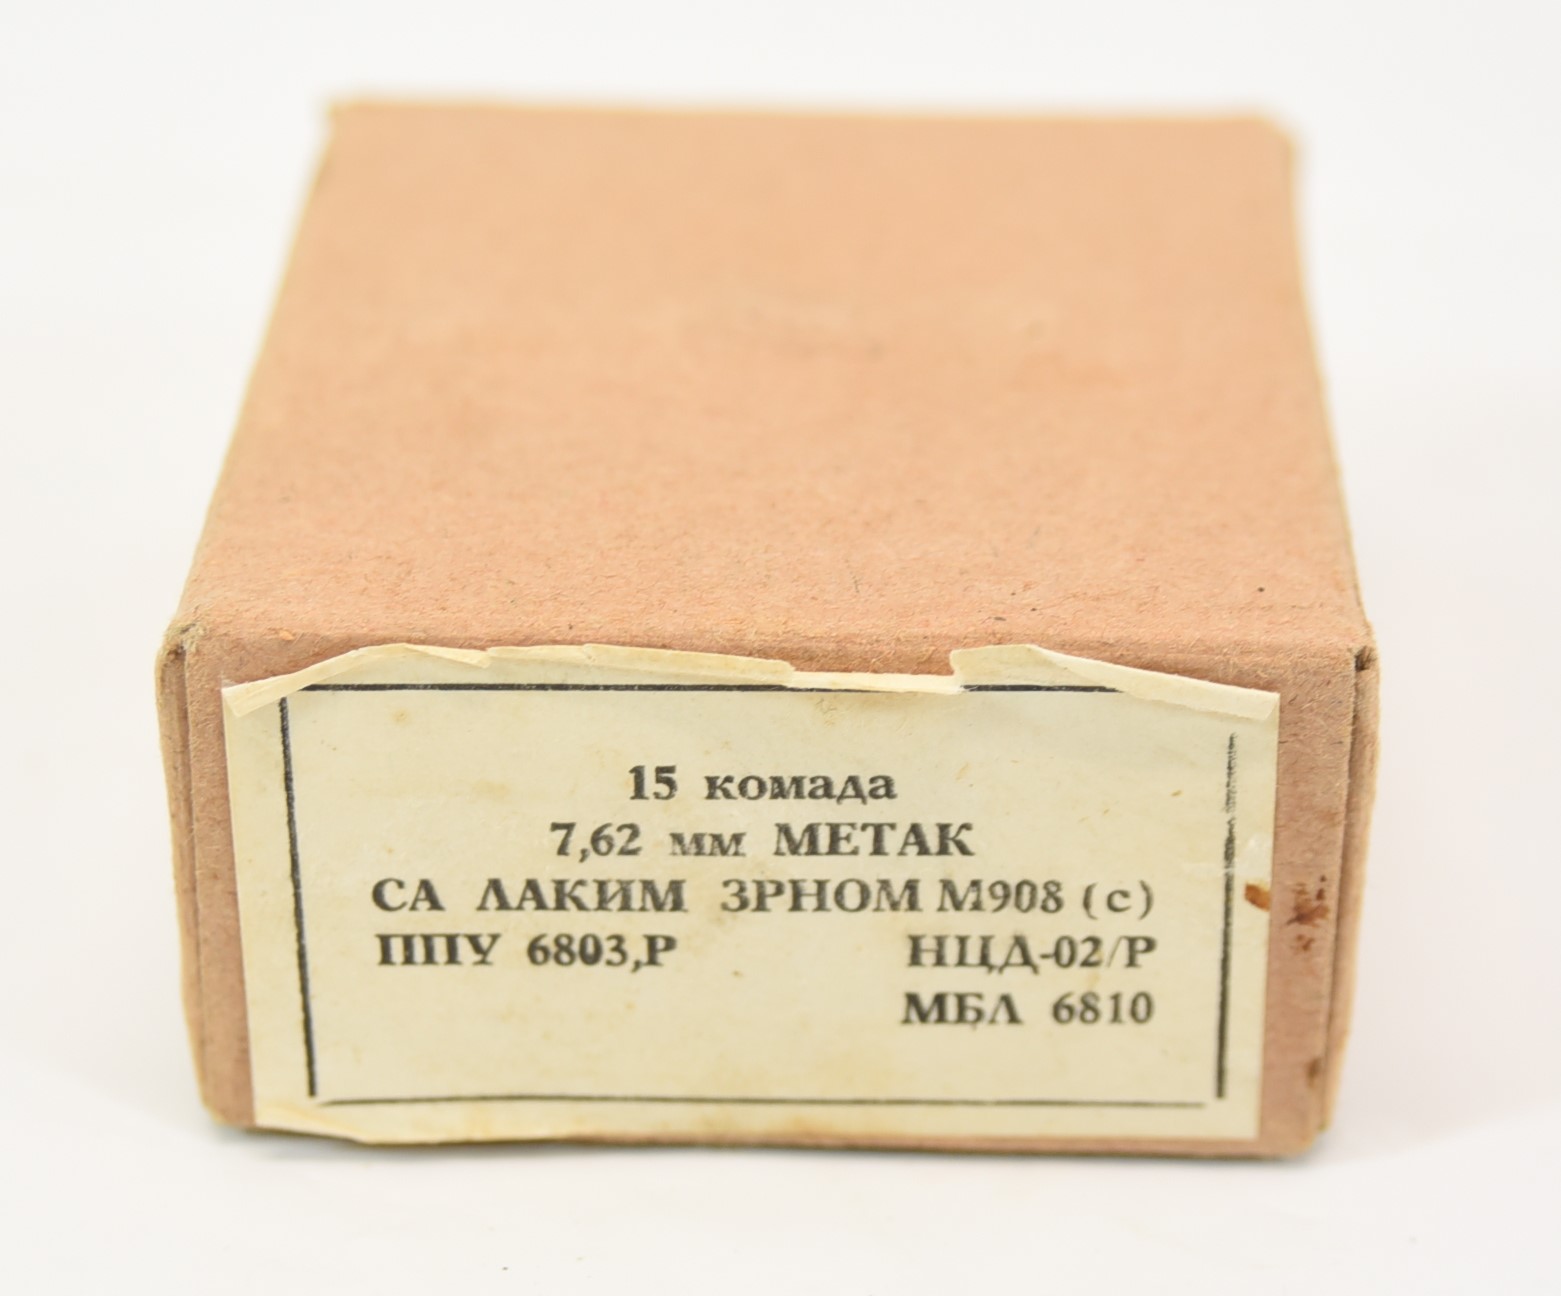 15 комада
7,62 мм МЕТАК
СА ЛАКИМ ЗРНОМ М908 (с)
ППУ 6803,Р НЦД-02/Р
МБЛ 6810